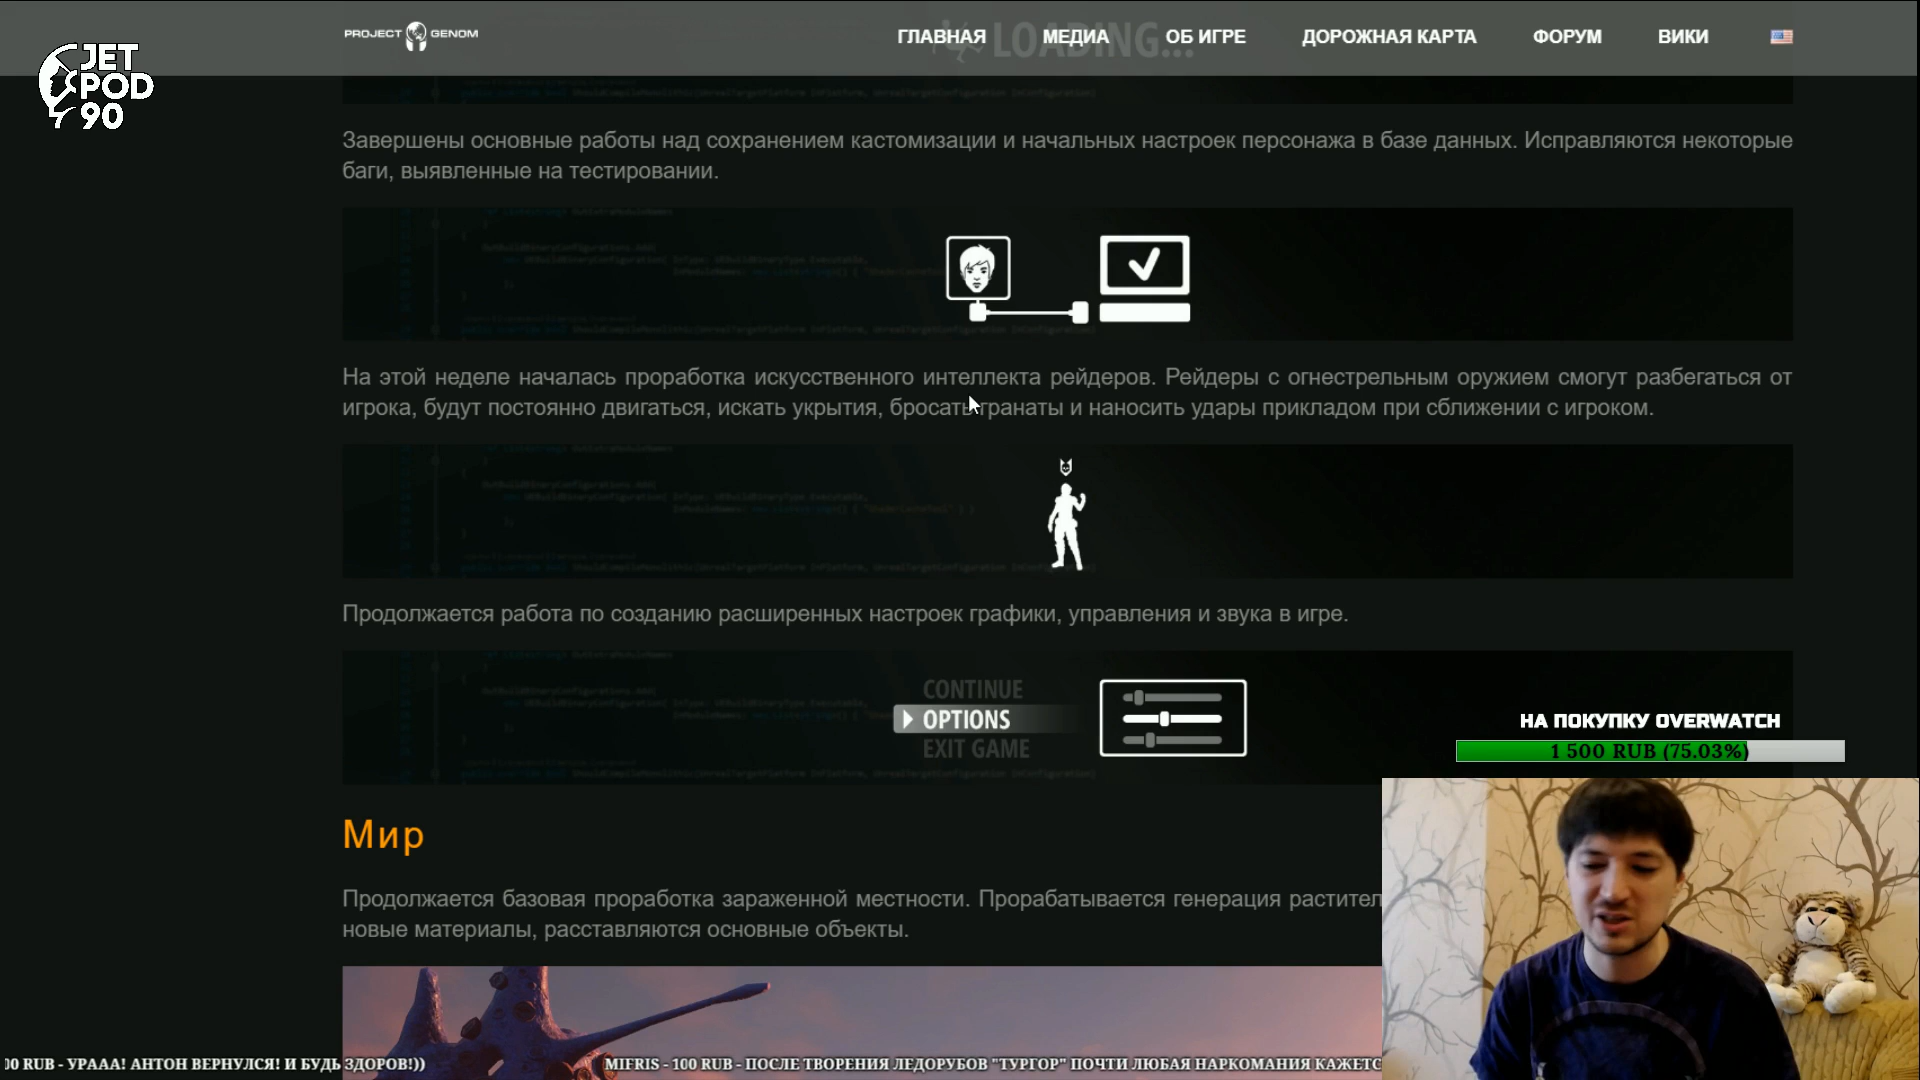 PROJECT GENOM
ГЛАВНАЯ МЕДИА ОБ ИГРЕ ДОРОЖНАЯ КАРТА ФОРУМ ВИКИ
LOADING...
JET
POD
90
Завершены основные работы над сохранением кастомизации и начальных настроек персонажа в базе данных. Исправляются некоторые
баги, выявленные на тестировании.
На этой неделе началась проработка искусственного интеллекта рейдеров. Рейдеры с огнестрельным оружием смогут разбегаться от
игрока, будут постоянно двигаться, искать укрытия, бросать гранаты и наносить удары прикладом при сближении с игроком.
Продолжается работа по созданию расширенных настроек графики, управления и звука в игре.
CONTINUE
OPTIONS
EXIT GAME
НА ПОКУПКУ OVERWATCH
1 500 RUB (75.03%)
Мир
Продолжается базовая проработка зараженной местности. Прорабатывается генерация растител
новые материалы, расставляются основные объекты.
00 RUB - УРААА! АНТОН ВЕРНУЛСЯ! И БУДЬ ЗДОРОВ!))
MIFRIS - 100 RUB - ПОСЛЕ ТВОРЕНИЯ ЛЕДОРУБОВ "ТУРГОР" ПОЧТИ ЛЮБАЯ НАРКОМАНИЯ КАЖЕТС